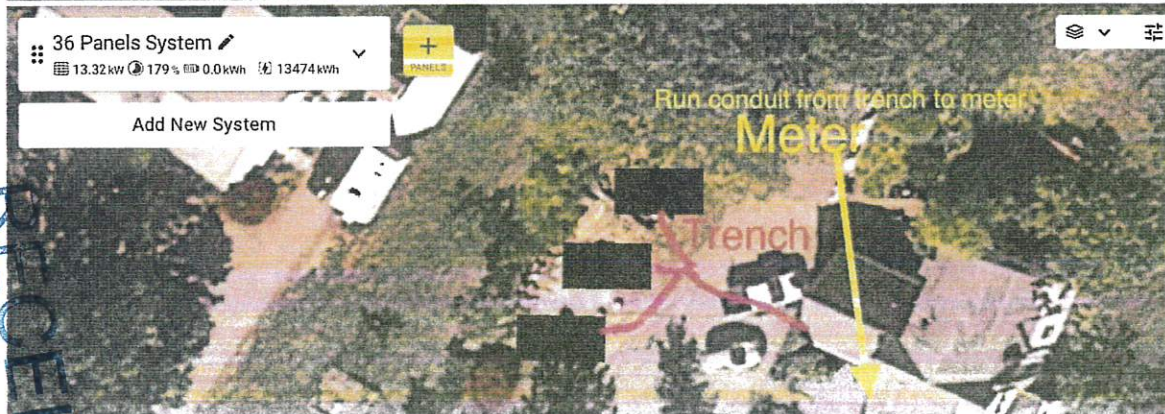 36 Panels System
13.32 kW 179% 0.0 kWh 13474 kWh
PANELS
Add New System
Run conduit from trench to meter
Meter
Trench